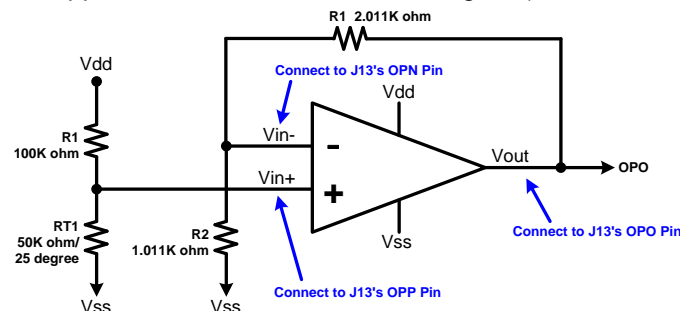 R1 2.011K ohm
Vdd
Connect to J13's OPN Pin
Vdd
R1
100K ohm
Vin-
-
Vout
OPO
Vin+
+
RT1
50K ohm/
25 degree
R2
1.011K ohm
Vss
Connect to J13's OPO Pin
Connect to J13's OPP Pin
Vss
Vss